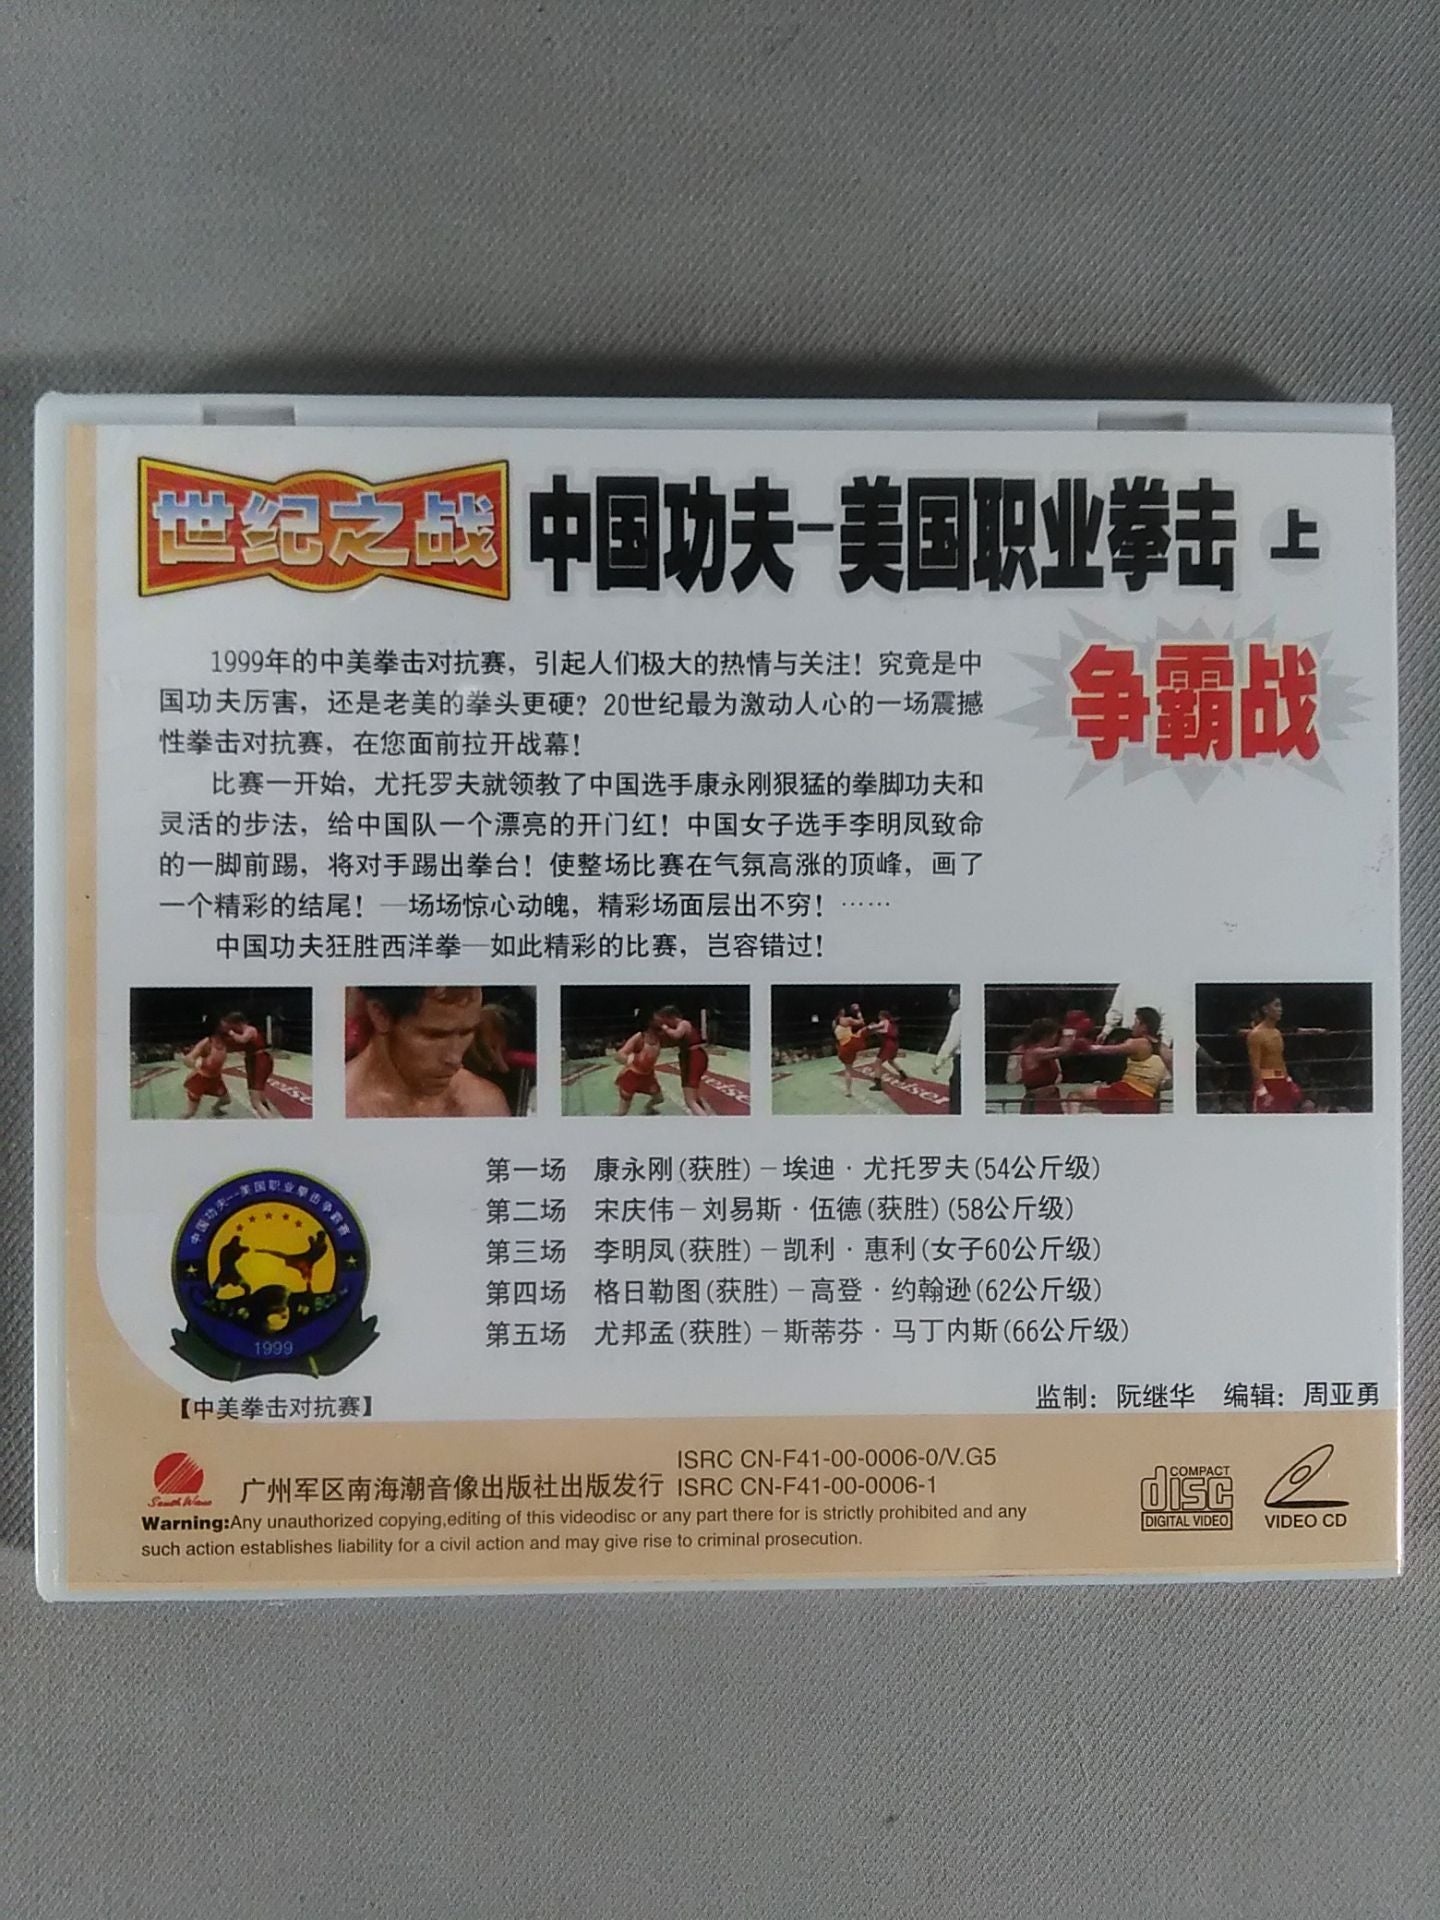 世纪之战
中国功夫-美国职业拳击 上
争霸战
1999年的中美拳击对抗赛，引起人们极大的热情与关注！究竟是中
国功夫厉害，还是老美的拳头更硬？20世纪最为激动人心的一场震撼
性拳击对抗赛，在您面前拉开战幕！
比赛一开始，尤托罗夫就领教了中国选手康永刚狠猛的拳脚功夫和
灵活的步法，给中国队一个漂亮的开门红！中国女子选手李明凤致命
的一脚前踢，将对手踢出拳台！使整场比赛在气氛高涨的顶峰，画了
一个精彩的结尾！—场场惊心动魄，精彩场面层出不穷！……
中国功夫狂胜西洋拳—如此精彩的比赛，岂容错过！
第一场 康永刚(获胜)－埃迪·尤托罗夫(54公斤级)
第二场 宋庆伟－刘易斯·伍德(获胜)(58公斤级)
第三场 李明凤(获胜)－凯利·惠利(女子60公斤级)
第四场 格日勒图(获胜)－高登·约翰逊(62公斤级)
第五场 尤邦孟(获胜)－斯蒂芬·马丁内斯(66公斤级)
中国功夫--美国职业拳击争霸赛
1999
【中美拳击对抗赛】
监制：阮继华 编辑：周亚勇
South Wave
广州军区南海潮音像出版社出版发行
ISRC CN-F41-00-0006-0/V.G5
ISRC CN-F41-00-0006-1
Warning:Any unauthorized copying,editing of this videodisc or any part there for is strictly prohibited and any
such action establishes liability for a civil action and may give rise to criminal prosecution.
COMPACT
disc
DIGITAL VIDEO
VIDEO CD